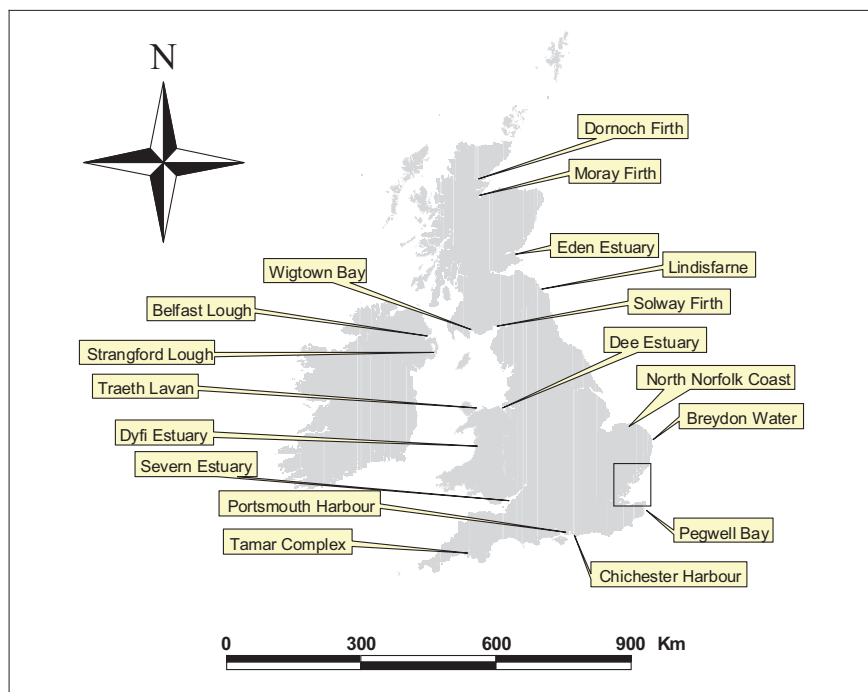 N
Dornoch Firth
Moray Firth
Eden Estuary
Lindisfarne
Wigtown Bay
Solway Firth
Belfast Lough
Dee Estuary
Strangford Lough
North Norfolk Coast
Traeth Lavan
Breydon Water
Dyfi Estuary
Severn Estuary
Portsmouth Harbour
Pegwell Bay
Tamar Complex
Chichester Harbour
0 300 600 900 Km